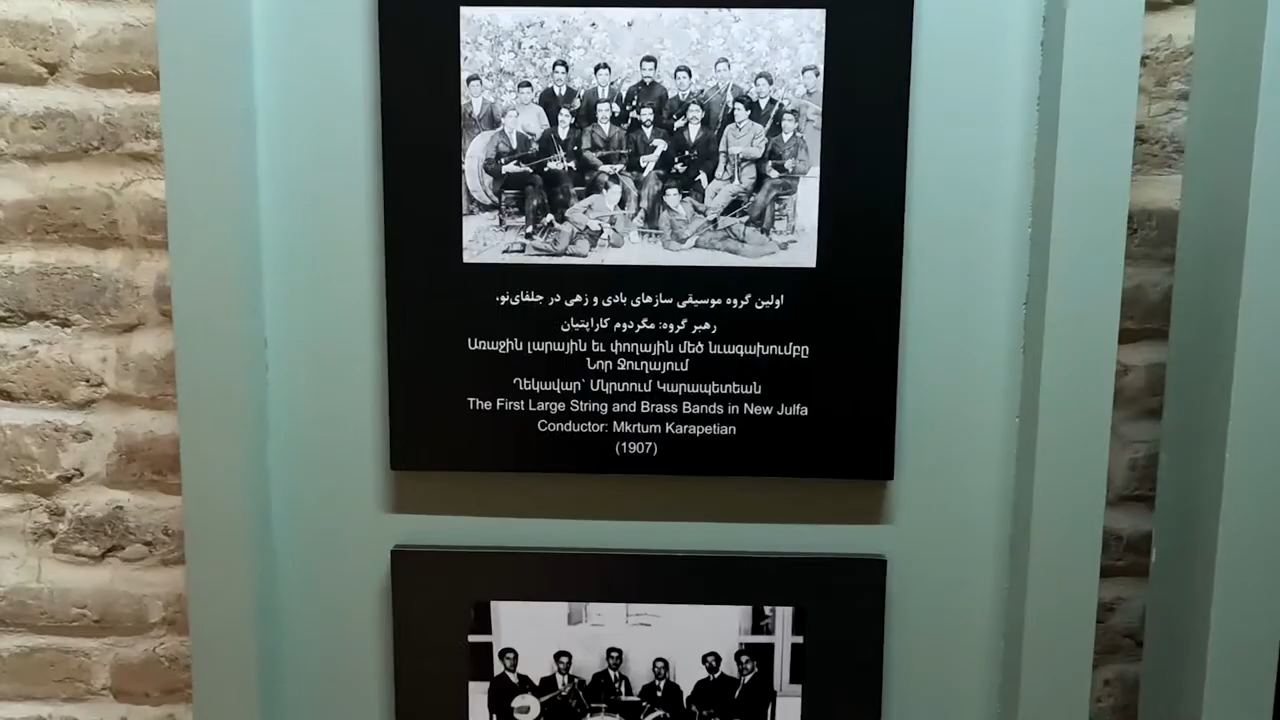 اولین گروه موسیقی سازهای بادی و زهی در جلفای‌نو.
رهبر گروه: مگردوم کاراپتیان
Առաջին լարային եւ փողային մեծ նւագախումբը
Նոր Ջուղայում
Ղեկավար՝ Մկրտում Կարապետեան
The First Large String and Brass Bands in New Julfa
Conductor: Mkrtum Karapetian
(1907)